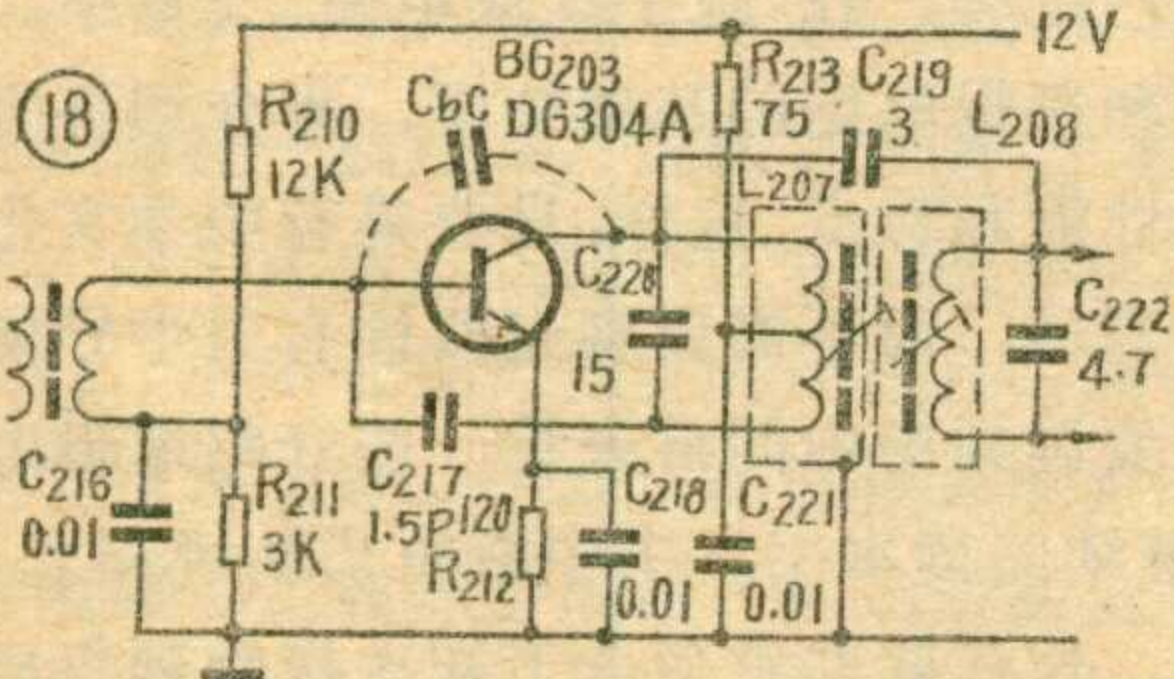 18
12V
R210
12K
Cbc
BG203
DG304A
R213
75
C219
3
L208
L207
C220
15
C222
4.7
C216
0.01
R211
3K
C217
1.5P
120
R212
C218
0.01
C221
0.01